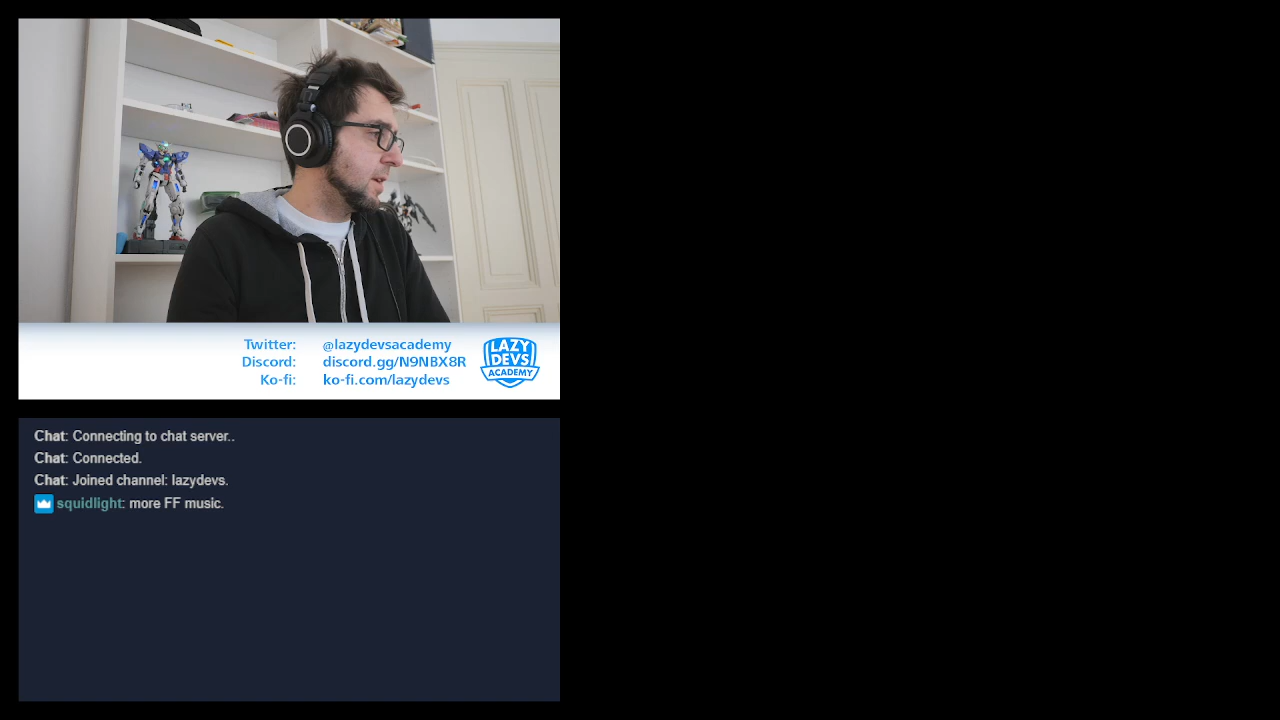 Twitter: @lazydevsacademy
Discord: discord.gg/N9NBX8R
Ko-fi: ko-fi.com/lazydevs
LAZY
DEVS
ACADEMY
Chat: Connecting to chat server..
Chat: Connected.
Chat: Joined channel: lazydevs.
squidlight: more FF music.